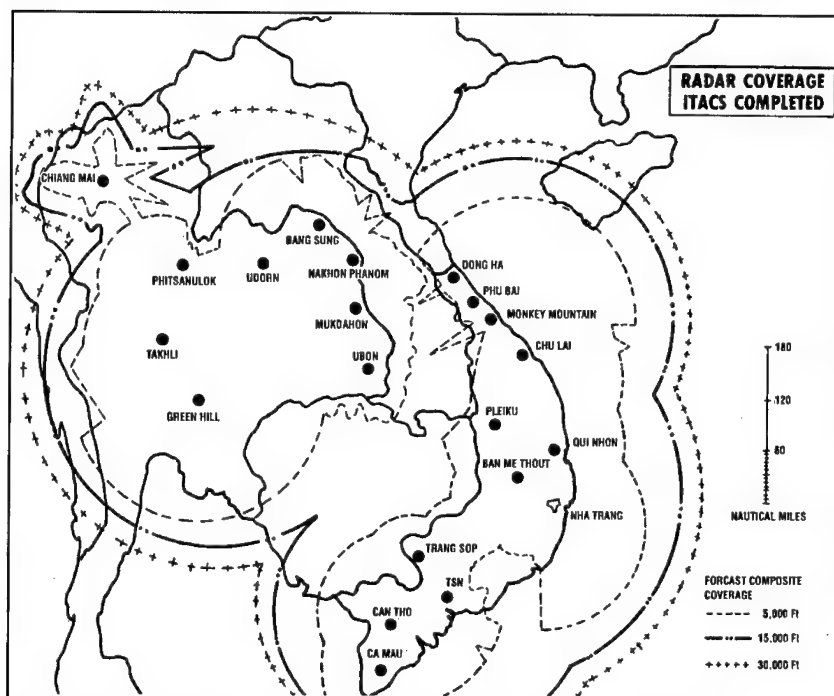 RADAR COVERAGE
ITACS COMPLETED
CHIANG MAI
BANG SUNG
PHITSANULOK
UDORN
NAKHON PHANOM
DONG HA
PHU BAI
MUKDAHON
MONKEY MOUNTAIN
TAKHLI
CHU LAI
UBON
180
GREEN HILL
120
PLEIKU
QUI NHON
60
BAN ME THOUT
NHA TRANG
NAUTICAL MILES
TRANG SOP
TSN
CAN THO
CA MAU
FORCAST COMPOSITE
COVERAGE
5,000 Ft
15,000 FT
30,000 FT